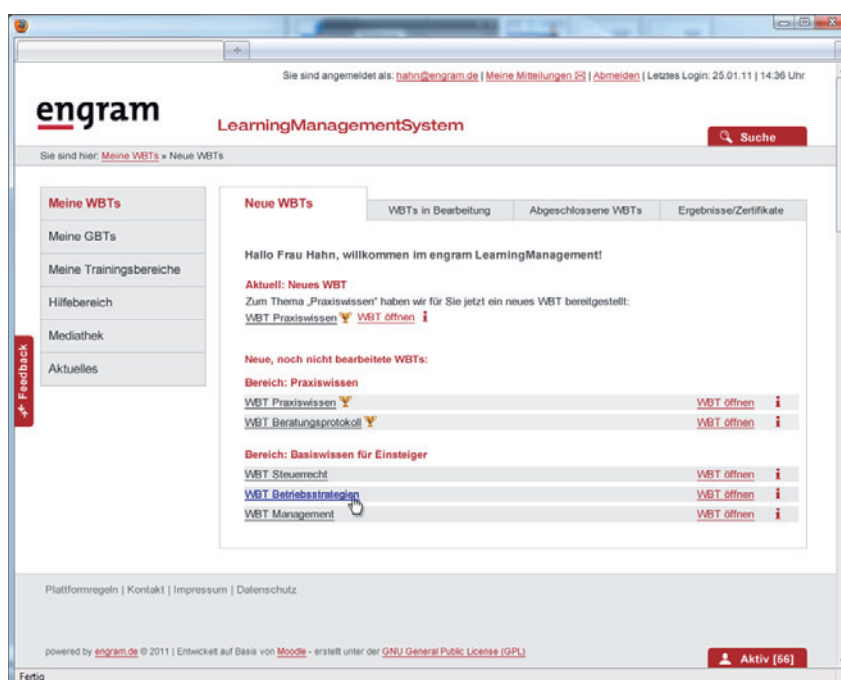 Sie sind angemeldet als: hahn@engram.de | Meine Mitteilungen | Abmelden | Letztes Login: 25.01.11 | 14:36 Uhr
engram
LearningManagementSystem
Suche
Sie sind hier: Meine WBTs » Neue WBTs
Meine WBTs
Meine GBTs
Meine Trainingsbereiche
Hilfebereich
Mediathek
Aktuelles
Feedback
Neue WBTs
WBTs in Bearbeitung
Abgeschlossene WBTs
Ergebnisse/Zertifikate
Hallo Frau Hahn, willkommen im engram LearningManagement!
Aktuell: Neues WBT
Zum Thema „Praxiswissen" haben wir für Sie jetzt ein neues WBT bereitgestellt:
WBT Praxiswissen WBT öffnen i
Neue, noch nicht bearbeitete WBTs:
Bereich: Praxiswissen
WBT Praxiswissen WBT öffnen i
WBT Beratungsprotokoll WBT öffnen i
Bereich: Basiswissen für Einsteiger
WBT Steuerrecht WBT öffnen i
WBT Betriebsstrategien WBT öffnen i
WBT Management WBT öffnen i
Plattformregeln | Kontakt | Impressum | Datenschutz
powered by engram.de © 2011 | Entwickelt auf Basis von Moodle - erstellt unter der GNU General Public License (GPL)
Aktiv [56]
Fertig